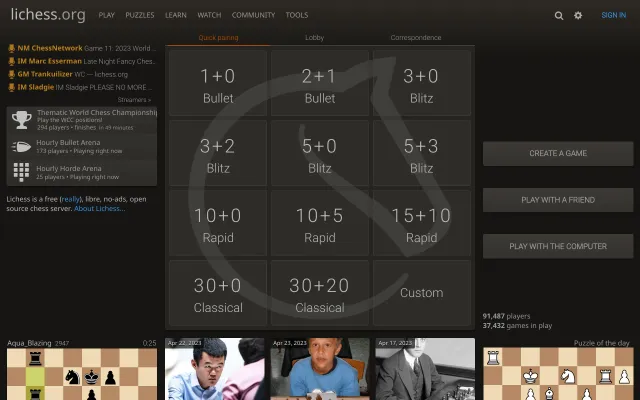 lichess.org PLAY PUZZLES LEARN WATCH COMMUNITY TOOLS SIGN IN
NM ChessNetwork Game 11: 2023 World ...
IM Marc Esserman Late Night Fancy Ches...
GM Trankuilizer WC — lichess.org
IM Sladgie IM Sladgie PLEASE NO MORE...
Streamers »
Thematic World Chess Championship
Play the WCC positions!
294 players • finishes in 49 minutes
Hourly Bullet Arena
173 players • Playing right now
Hourly Horde Arena
25 players • Playing right now
Lichess is a free (really), libre, no-ads, open
source chess server. About Lichess...
Quick pairing Lobby Correspondence
1+0
Bullet
2+1
Bullet
3+0
Blitz
3+2
Blitz
5+0
Blitz
5+3
Blitz
10+0
Rapid
10+5
Rapid
15+10
Rapid
30+0
Classical
30+20
Classical
Custom
CREATE A GAME
PLAY WITH A FRIEND
PLAY WITH THE COMPUTER
91,487 players
37,432 games in play
Aqua_Blazing 2947 0:25
Apr 22, 2023
Apr 23, 2023
Apr 17, 2023
Puzzle of the day